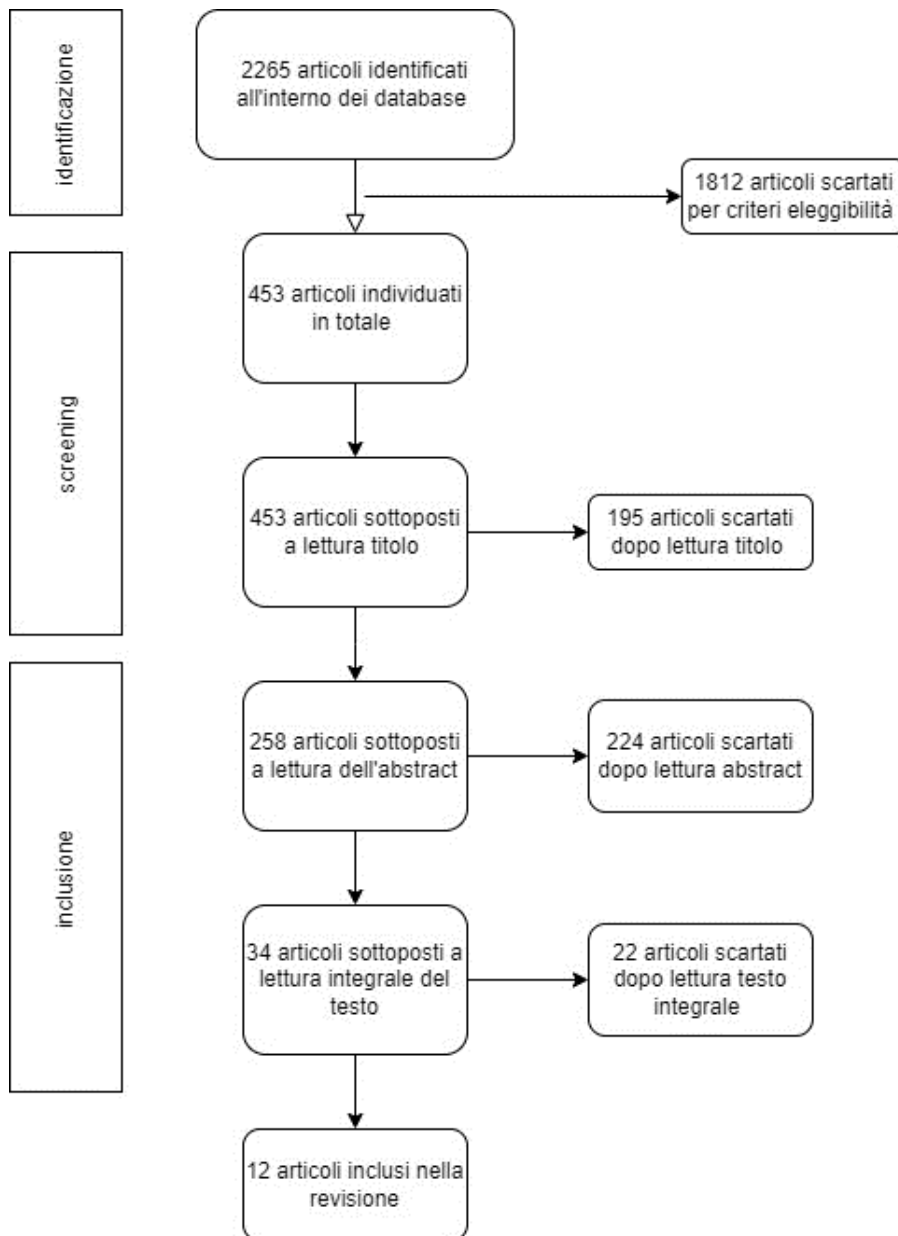 identificazione
2265 articoli identificati
all'interno dei database
1812 articoli scartati
per criteri eleggibilità
screening
453 articoli individuati
in totale
453 articoli sottoposti
a lettura titolo
195 articoli scartati
dopo lettura titolo
inclusione
258 articoli sottoposti
a lettura dell'abstract
224 articoli scartati
dopo lettura abstract
34 articoli sottoposti a
lettura integrale del
testo
22 articoli scartati
dopo lettura testo
integrale
12 articoli inclusi nella
revisione